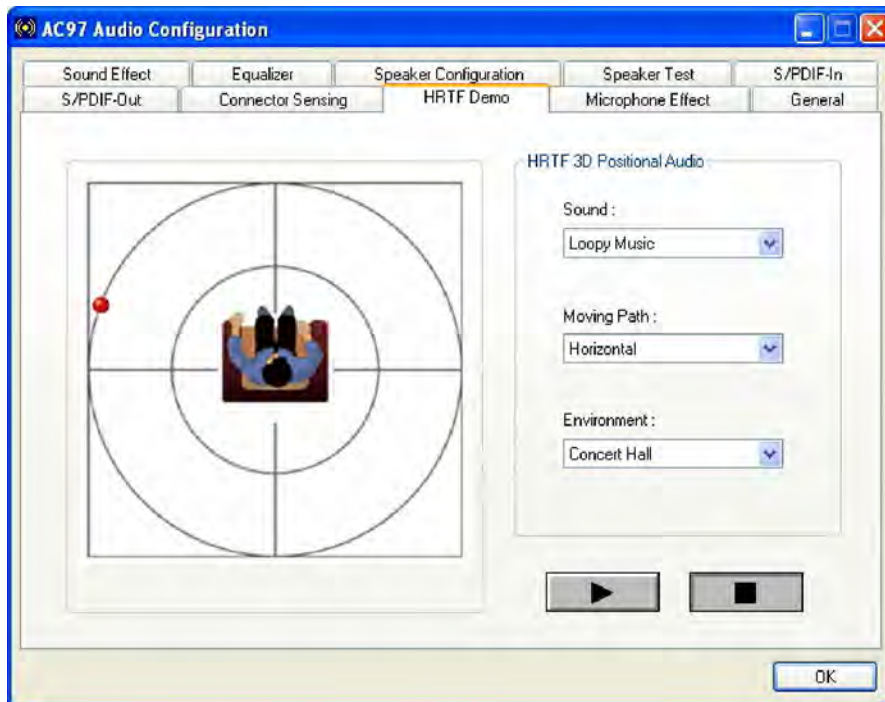 AC97 Audio Configuration
Sound Effect Equalizer Speaker Configuration Speaker Test S/PDIF-In
S/PDIF-Out Connector Sensing HRTF Demo Microphone Effect General
HRTF 3D Positional Audio
Sound :
Loopy Music
Moving Path :
Horizontal
Environment :
Concert Hall
OK